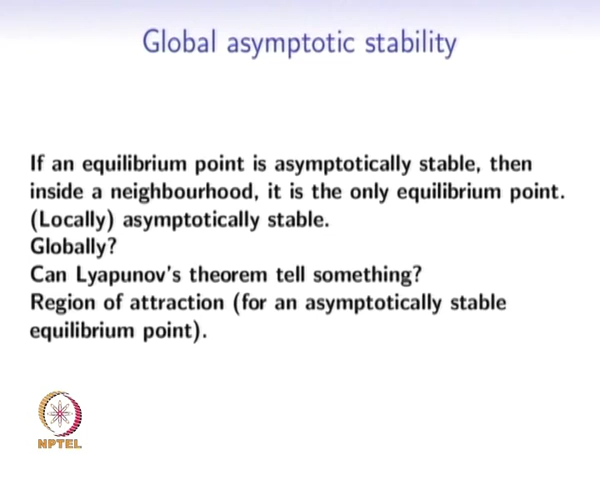 Global asymptotic stability
If an equilibrium point is asymptotically stable, then
inside a neighbourhood, it is the only equilibrium point.
(Locally) asymptotically stable.
Globally?
Can Lyapunov's theorem tell something?
Region of attraction (for an asymptotically stable
equilibrium point).
NPTEL